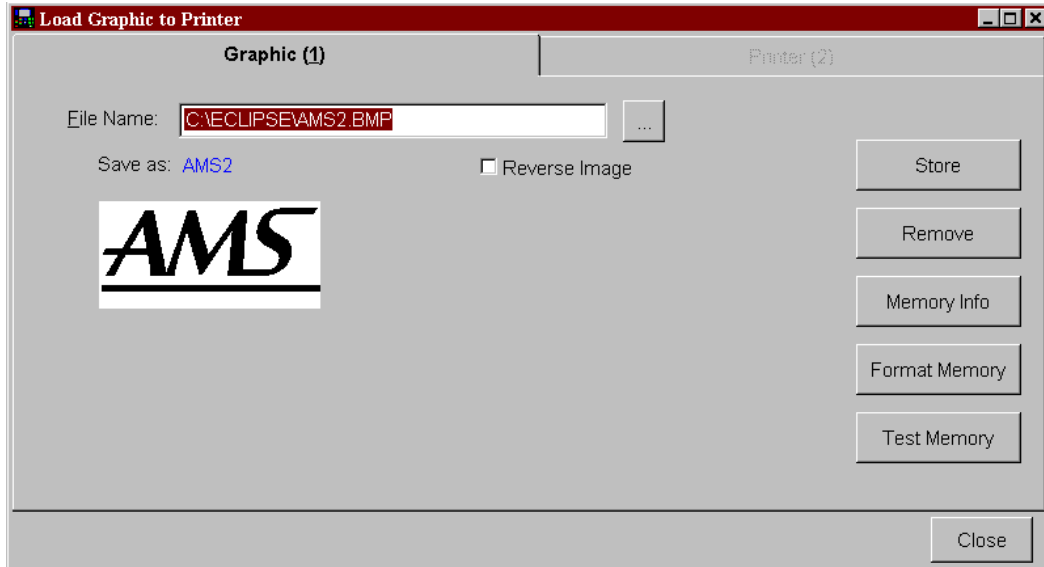 Load Graphic to Printer
Graphic (1) Printer (2)
File Name: C:\ECLIPSE\AMS2.BMP ...
Save as: AMS2 Reverse Image Store
AMS
Remove
Memory Info
Format Memory
Test Memory
Close